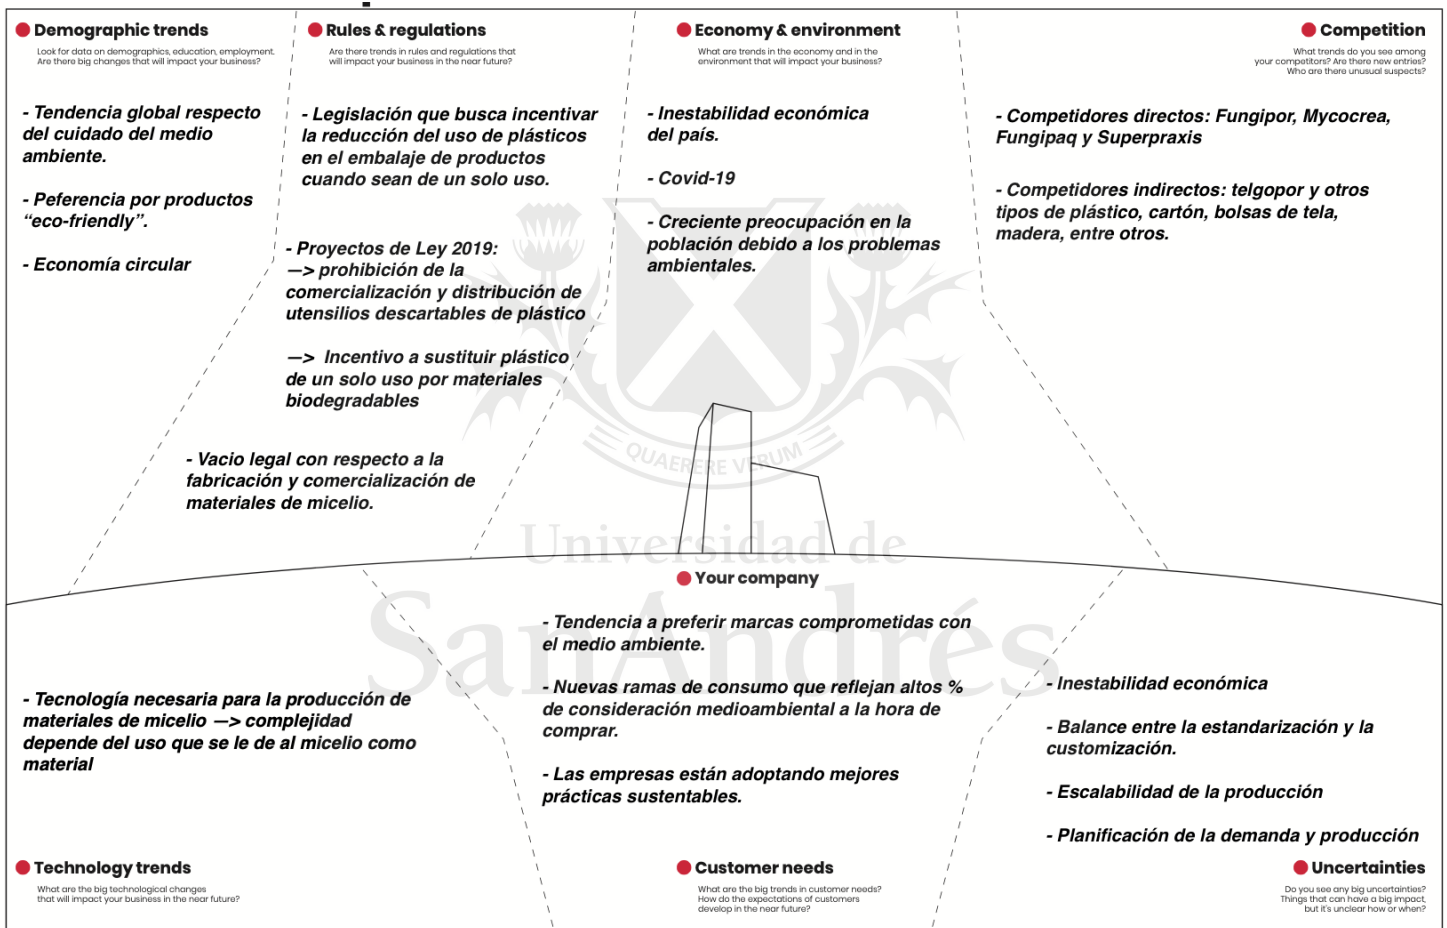 Demographic trends
Look for data on demographics, education, employment.
Are there big changes that will impact your business?
- Tendencia global respecto
del cuidado del medio
ambiente.
- Peferencia por productos
“eco-friendly”.
- Economía circular
Rules & regulations
Are there trends in rules and regulations that
will impact your business in the near future?
- Legislación que busca incentivar
la reducción del uso de plásticos
en el embalaje de productos
cuando sean de un solo uso.
- Proyectos de Ley 2019:
—> prohibición de la
comercialización y distribución de
utensilios descartables de plástico
—> Incentivo a sustituir plástico
de un solo uso por materiales
biodegradables
- Vacio legal con respecto a la
fabricación y comercialización de
materiales de micelio.
Economy & environment
What are trends in the economy and in the
environment that will impact your business?
- Inestabilidad económica
del país.
- Covid-19
- Creciente preocupación en la
población debido a los problemas
ambientales.
Competition
What trends do you see among
your competitors? Are there new entries?
Who are there unusual suspects?
- Competidores directos: Fungipor, Mycocrea,
Fungipaq y Superpraxis
- Competidores indirectos: telgopor y otros
tipos de plástico, cartón, bolsas de tela,
madera, entre otros.
QUAERERE VERUM
Universidad de
SanAndrés
Your company
- Tecnología necesaria para la producción de
materiales de micelio —> complejidad
depende del uso que se le de al micelio como
material
Technology trends
What are the big technological changes
that will impact your business in the near future?
- Tendencia a preferir marcas comprometidas con
el medio ambiente.
- Nuevas ramas de consumo que reflejan altos %
de consideración medioambiental a la hora de
comprar.
- Las empresas están adoptando mejores
prácticas sustentables.
Customer needs
What are the big trends in customer needs?
How do the expectations of customers
develop in the near future?
- Inestabilidad económica
- Balance entre la estandarización y la
customización.
- Escalabilidad de la producción
- Planificación de la demanda y producción
Uncertainties
Do you see any big uncertainties?
Things that can have a big impact,
but it's unclear how or when?